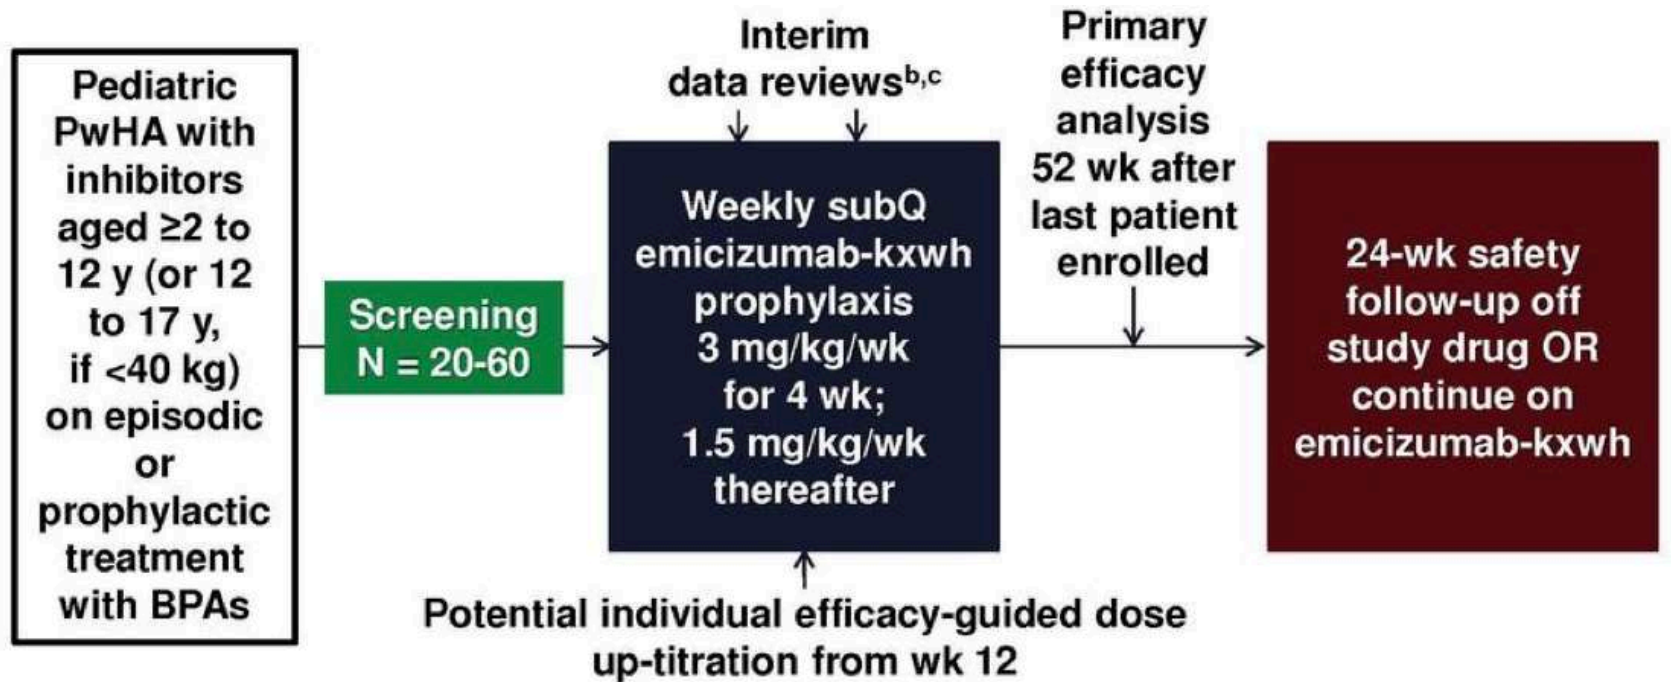 Pediatric
PwHA with
inhibitors
aged ≥2 to
12 y (or 12
to 17 y,
if <40 kg)
on episodic
or
prophylactic
treatment
with BPAs
Screening
N = 20-60
Interim
data reviewsᵇ,ᶜ
Weekly subQ
emicizumab-kxwh
prophylaxis
3 mg/kg/wk
for 4 wk;
1.5 mg/kg/wk
thereafter
Potential individual efficacy-guided dose
up-titration from wk 12
Primary
efficacy
analysis
52 wk after
last patient
enrolled
24-wk safety
follow-up off
study drug OR
continue on
emicizumab-kxwh